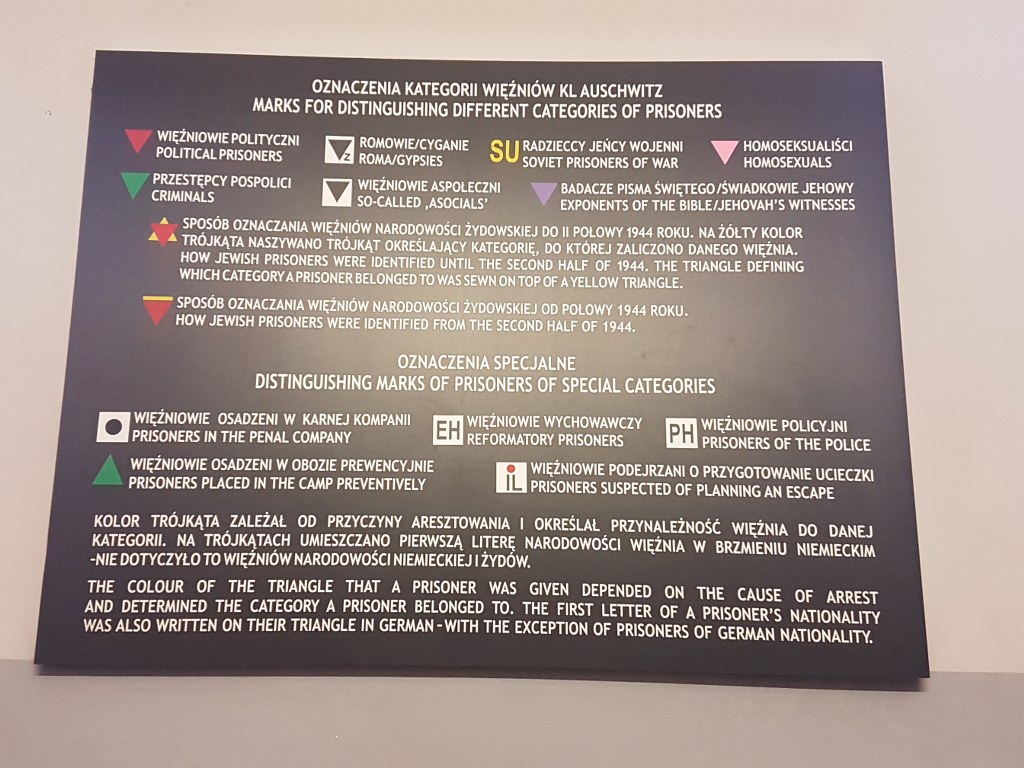 OZNACZENIA KATEGORII WIĘŹNIÓW KL AUSCHWITZ
MARKS FOR DISTINGUISHING DIFFERENT CATEGORIES OF PRISONERS
WIĘŹNIOWIE POLITYCZNI
POLITICAL PRISONERS
Z
ROMOWIE/CYGANIE
ROMA/GYPSIES
SU
RADZIECCY JEŃCY WOJENNI
SOVIET PRISONERS OF WAR
HOMOSEKSUALIŚCI
HOMOSEXUALS
PRZESTĘPCY POSPOLICI
CRIMINALS
WIĘŹNIOWIE ASPOŁECZNI
SO-CALLED ‚ASOCIALS'
BADACZE PISMA ŚWIĘTEGO/ŚWIADKOWIE JEHOWY
EXPONENTS OF THE BIBLE/JEHOVAH'S WITNESSES
SPOSÓB OZNACZANIA WIĘŹNIÓW NARODOWOŚCI ŻYDOWSKIEJ DO II POŁOWY 1944 ROKU. NA ŻÓŁTY KOLOR
TRÓJKĄTA NASZYWANO TRÓJKĄT OKREŚLAJĄCY KATEGORIĘ, DO KTÓREJ ZALICZONO DANEGO WIĘŹNIA.
HOW JEWISH PRISONERS WERE IDENTIFIED UNTIL THE SECOND HALF OF 1944. THE TRIANGLE DEFINING
WHICH CATEGORY A PRISONER BELONGED TO WAS SEWN ON TOP OF A YELLOW TRIANGLE.
SPOSÓB OZNACZANIA WIĘŹNIÓW NARODOWOŚCI ŻYDOWSKIEJ OD POŁOWY 1944 ROKU.
HOW JEWISH PRISONERS WERE IDENTIFIED FROM THE SECOND HALF OF 1944.
OZNACZENIA SPECJALNE
DISTINGUISHING MARKS OF PRISONERS OF SPECIAL CATEGORIES
WIĘŹNIOWIE OSADZENI W KARNEJ KOMPANII
PRISONERS IN THE PENAL COMPANY
EH
WIĘŹNIOWIE WYCHOWAWCZY
REFORMATORY PRISONERS
PH
WIĘŹNIOWIE POLICYJNI
PRISONERS OF THE POLICE
WIĘŹNIOWIE OSADZENI W OBOZIE PREWENCYJNIE
PRISONERS PLACED IN THE CAMP PREVENTIVELY
iL
WIĘŹNIOWIE PODEJRZANI O PRZYGOTOWANIE UCIECZKI
PRISONERS SUSPECTED OF PLANNING AN ESCAPE
KOLOR TRÓJKĄTA ZALEŻAŁ OD PRZYCZYNY ARESZTOWANIA I OKREŚLAŁ PRZYNALEŻNOŚĆ WIĘŹNIA DO DANEJ
KATEGORII. NA TRÓJKĄTACH UMIESZCZANO PIERWSZĄ LITERĘ NARODOWOŚCI WIĘŹNIA W BRZMIENIU NIEMIECKIM
-NIE DOTYCZYŁO TO WIĘŹNIÓW NARODOWOŚCI NIEMIECKIEJ I ŻYDÓW.
THE COLOUR OF THE TRIANGLE THAT A PRISONER WAS GIVEN DEPENDED ON THE CAUSE OF ARREST
AND DETERMINED THE CATEGORY A PRISONER BELONGED TO. THE FIRST LETTER OF A PRISONER'S NATIONALITY
WAS ALSO WRITTEN ON THEIR TRIANGLE IN GERMAN-WITH THE EXCEPTION OF PRISONERS OF GERMAN NATIONALITY.